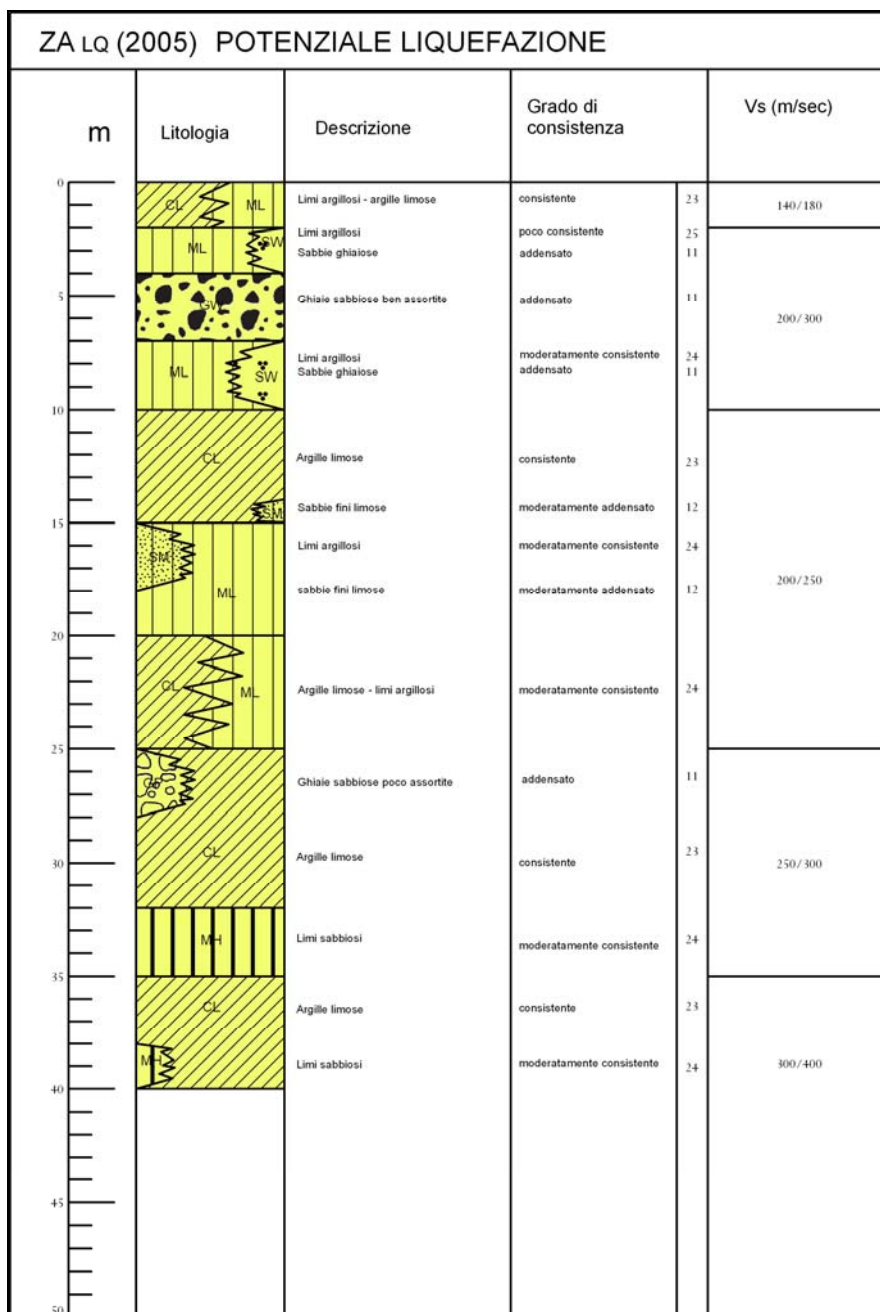 ZA LQ (2005) POTENZIALE LIQUEFAZIONE
m
Litologia
Descrizione
Grado di
consistenza
Vs (m/sec)
0
CL ML Limi argillosi - argille limose consistente 23 140/180
ML SW Limi argillosi poco consistente 25
Sabbie ghiaiose addensato 11
5 GW Ghiaie sabbiose ben assortite addensato 11
200/300
Limi argillosi moderatamente consistente 24
ML SW Sabbie ghiaiose addensato 11
10
CL Argille limose consistente 23
SM Sabbie fini limose moderatamente addensato 12
15
SM Limi argillosi moderatamente consistente 24
200/250
ML sabbie fini limose moderatamente addensato 12
20
CL ML Argille limose - limi argillosi moderatamente consistente 24
25
GP Ghiaie sabbiose poco assortite addensato 11
CL Argille limose consistente 23
30 250/300
MH Limi sabbiosi moderatamente consistente 24
35
CL Argille limose consistente 23
MH Limi sabbiosi moderatamente consistente 24 300/400
40
45
50